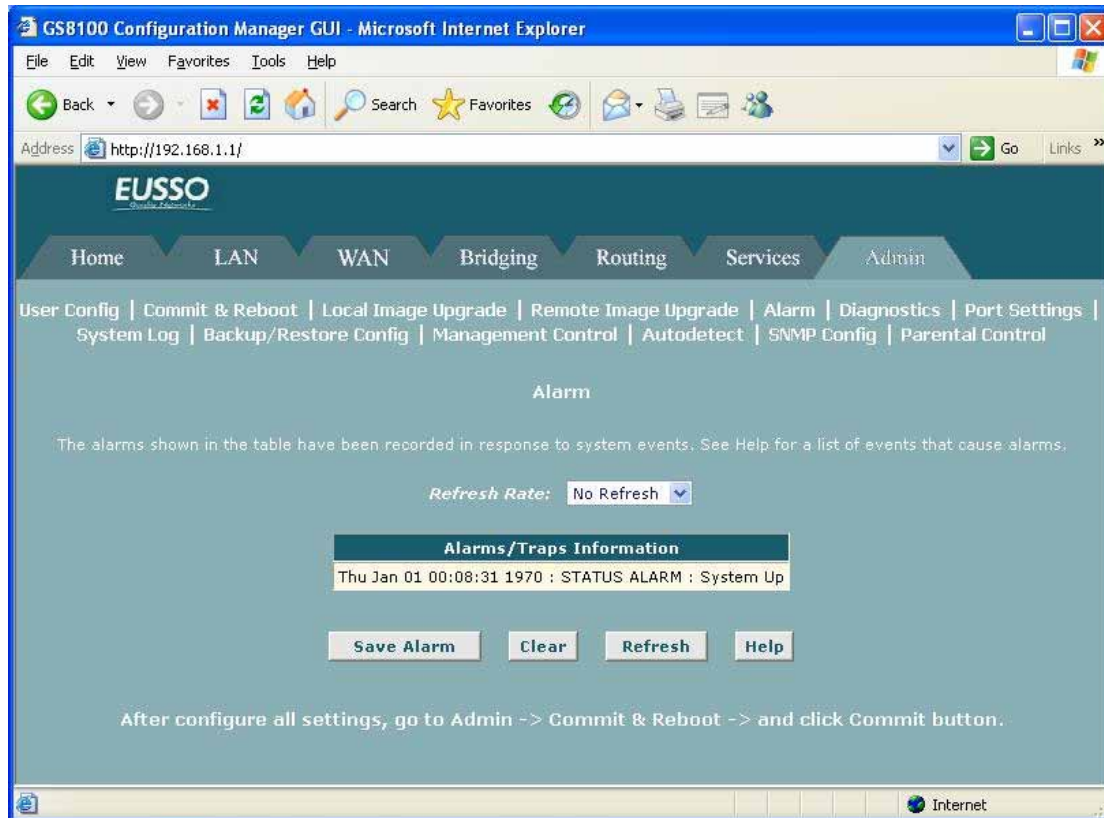 GS8100 Configuration Manager GUI - Microsoft Internet Explorer
File Edit View Favorites Tools Help
Back Search Favorites
Address http://192.168.1.1/ Go Links »
EUSSO
Quality Networks
Home LAN WAN Bridging Routing Services Admin
User Config | Commit & Reboot | Local Image Upgrade | Remote Image Upgrade | Alarm | Diagnostics | Port Settings |
System Log | Backup/Restore Config | Management Control | Autodetect | SNMP Config | Parental Control
Alarm
The alarms shown in the table have been recorded in response to system events. See Help for a list of events that cause alarms.
Refresh Rate: No Refresh
Alarms/Traps Information
Thu Jan 01 00:08:31 1970 : STATUS ALARM : System Up
Save Alarm Clear Refresh Help
After configure all settings, go to Admin -> Commit & Reboot -> and click Commit button.
Internet